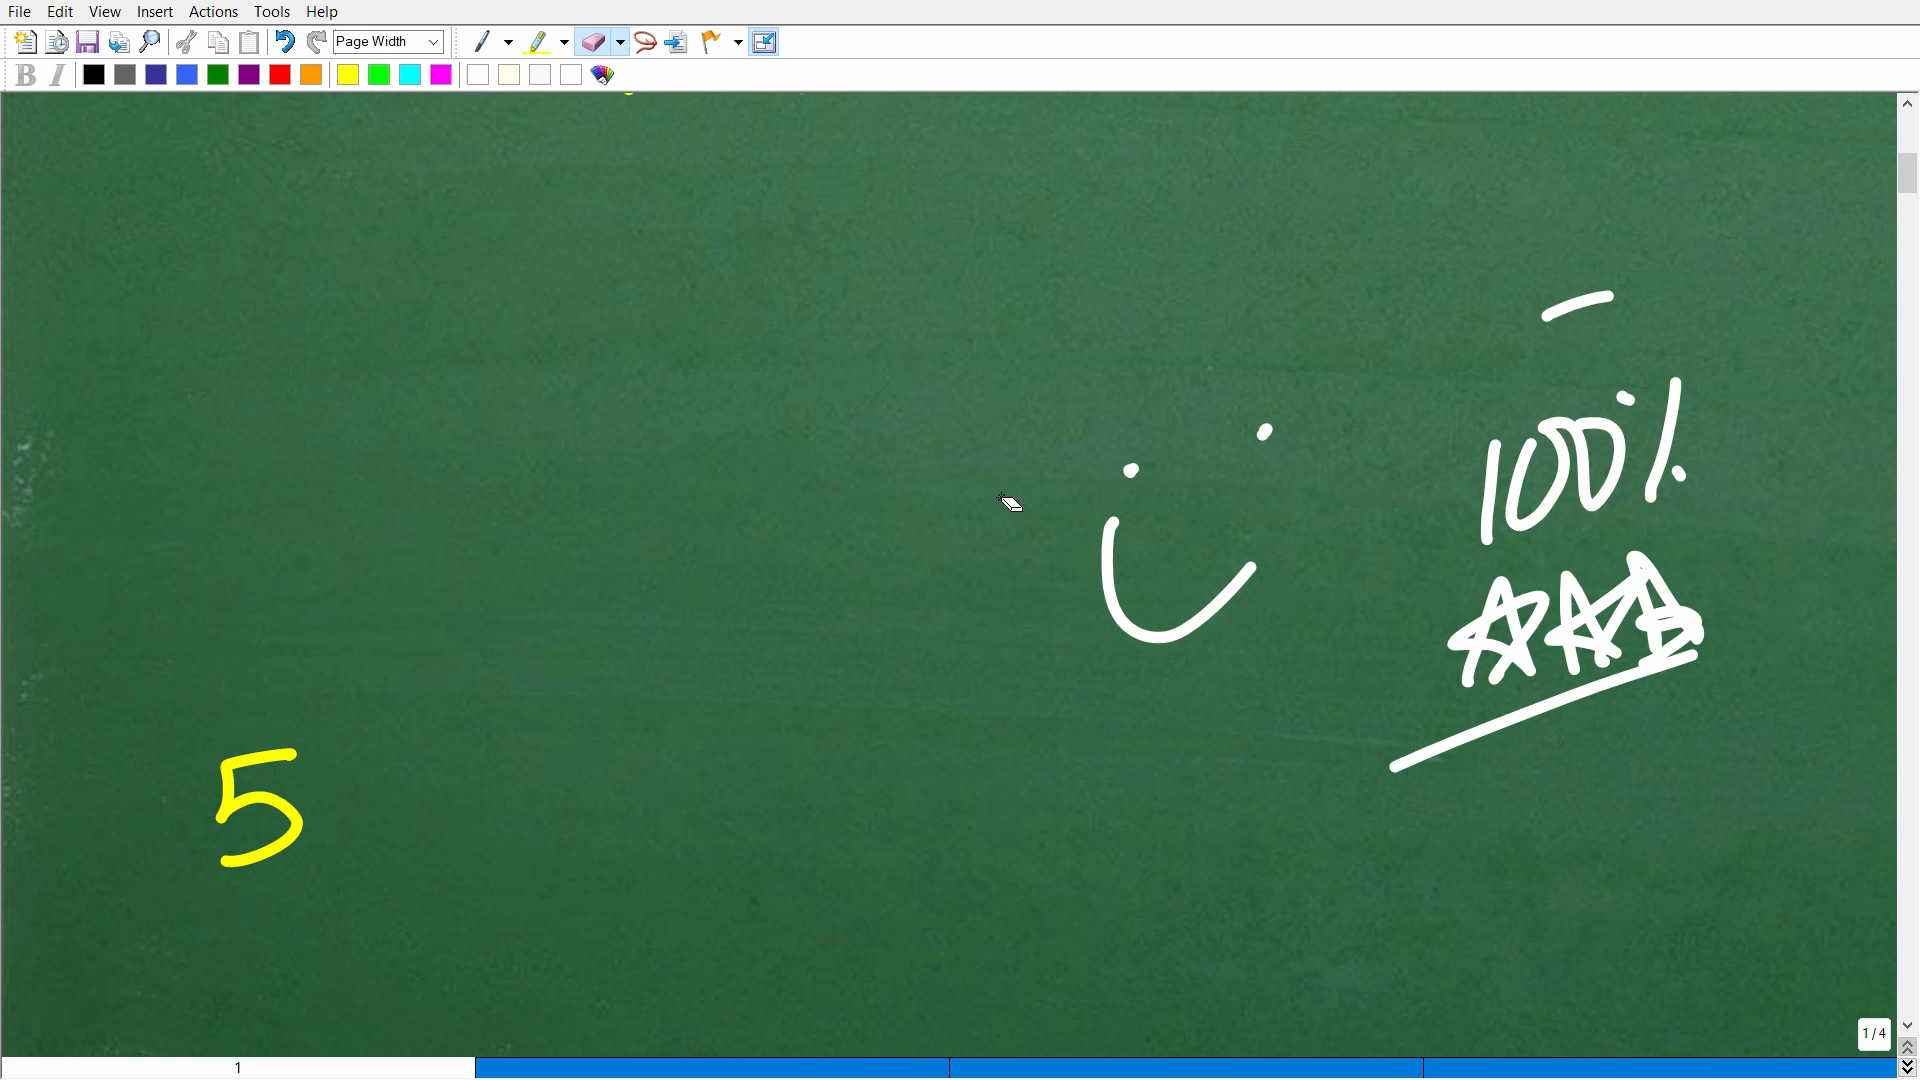 File Edit View Insert Actions Tools Help
Page Width
B I
100%
5
1/4
1